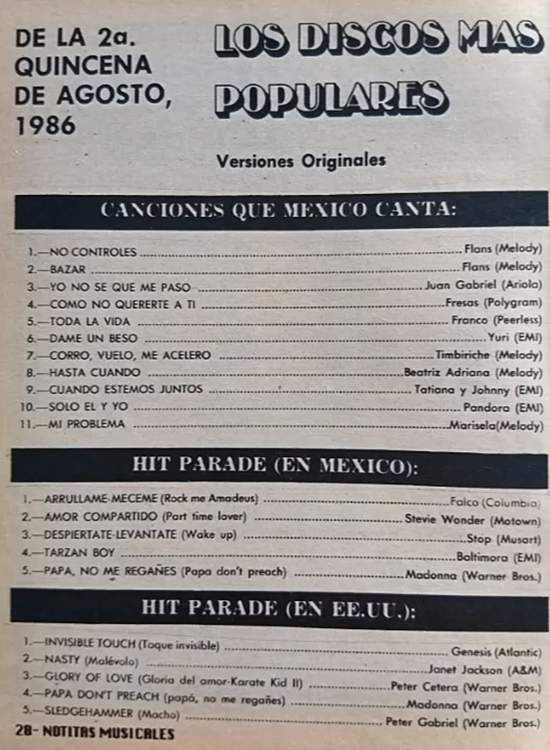 DE LA 2a.
QUINCENA
DE AGOSTO,
1986
LOS DISCOS MAS
POPULARES
Versiones Originales
CANCIONES QUE MEXICO CANTA:
1.—NO CONTROLES ........ Flans (Melody)
2.—BAZAR ........ Flans (Melody)
3.—YO NO SE QUE ME PASO ........ Juan Gabriel (Ariola)
4.—COMO NO QUERERTE A TI ........ Fresas (Polygram)
5.—TODA LA VIDA ........ Franco (Peerless)
6.—DAME UN BESO ........ Yuri (EMI)
7.—CORRO, VUELO, ME ACELERO ........ Timbiriche (Melody)
8.—HASTA CUANDO ........ Beatriz Adriana (Melody)
9.—CUANDO ESTEMOS JUNTOS ........ Tatiana y Johnny (EMI)
10.—SOLO EL Y YO ........ Pandora (EMI)
11.—MI PROBLEMA ........ Marisela(Melody)
HIT PARADE (EN MEXICO):
1.—ARRULLAME-MECEME (Rock me Amadeus) ........ Falco (Columbia)
2.—AMOR COMPARTIDO (Part time lover) ........ Stevie Wonder (Motown)
3.—DESPIERTATE-LEVANTATE (Wake up) ........ Stop (Musart)
4.—TARZAN BOY ........ Baltimora (EMI)
5.—PAPA, NO ME REGAÑES (Papa don't preach) ........ Madonna (Warner Bros.)
HIT PARADE (EN EE.UU.):
1.—INVISIBLE TOUCH (Toque invisible) ........ Genesis (Atlantic)
2.—NASTY (Malévolo) ........ Janet Jackson (A&M)
3.—GLORY OF LOVE (Gloria del amor-Karate Kid II) ........ Peter Cetera (Warner Bros.)
4.—PAPA DON'T PREACH (papá, no me regañes) ........ Madonna (Warner Bros.)
5.—SLEDGEHAMMER (Macho) ........ Peter Gabriel (Warner Bros.)
28- NOTITAS MUSICALES